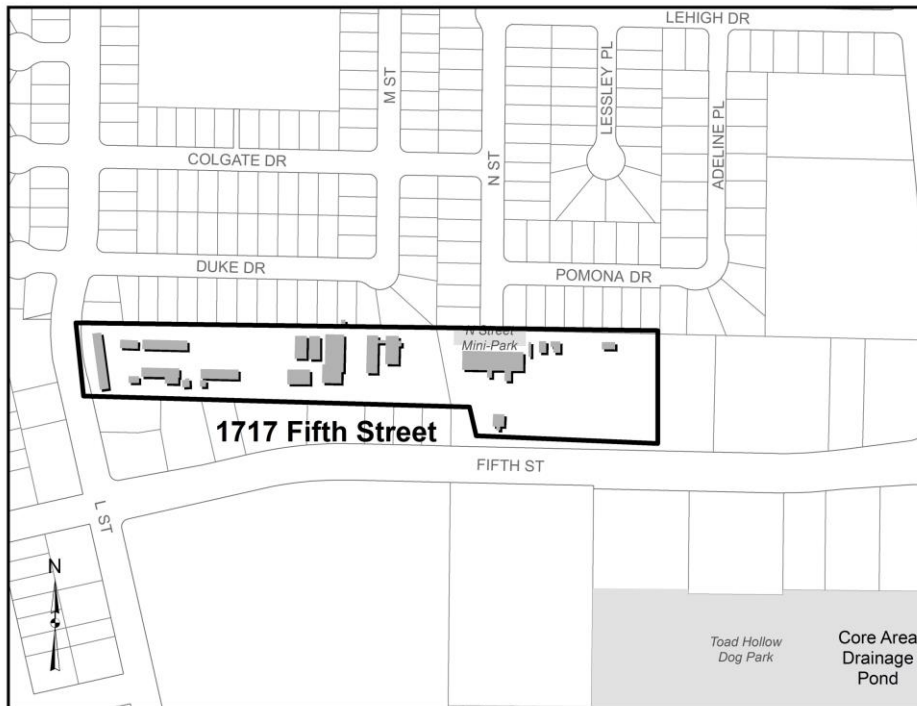 LEHIGH DR
M ST
LESSLEY PL
N ST
ADELINE PL
COLGATE DR
DUKE DR
POMONA DR
N Street
Mini-Park
1717 Fifth Street
FIFTH ST
L ST
N
Toad Hollow
Dog Park
Core Area
Drainage
Pond